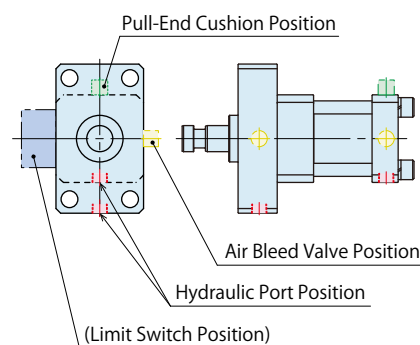 Pull-End Cushion Position
Air Bleed Valve Position
Hydraulic Port Position
(Limit Switch Position)